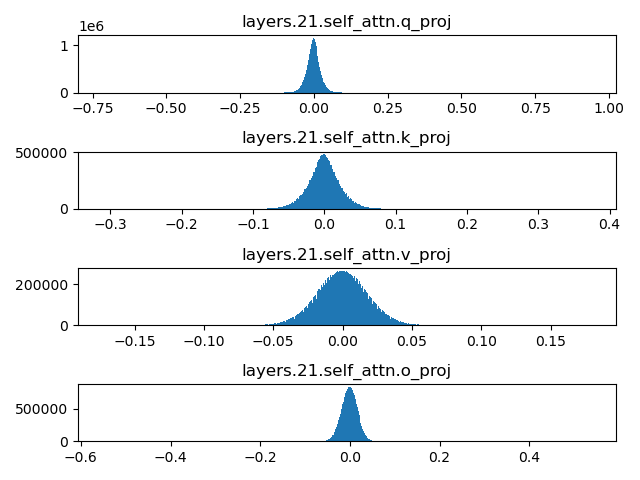 layers.21.self_attn.q_proj
1e6
1
0
−0.75 −0.50 −0.25 0.00 0.25 0.50 0.75 1.00
layers.21.self_attn.k_proj
500000
0
−0.3 −0.2 −0.1 0.0 0.1 0.2 0.3 0.4
layers.21.self_attn.v_proj
200000
0
−0.15 −0.10 −0.05 0.00 0.05 0.10 0.15
layers.21.self_attn.o_proj
500000
0
−0.6 −0.4 −0.2 0.0 0.2 0.4